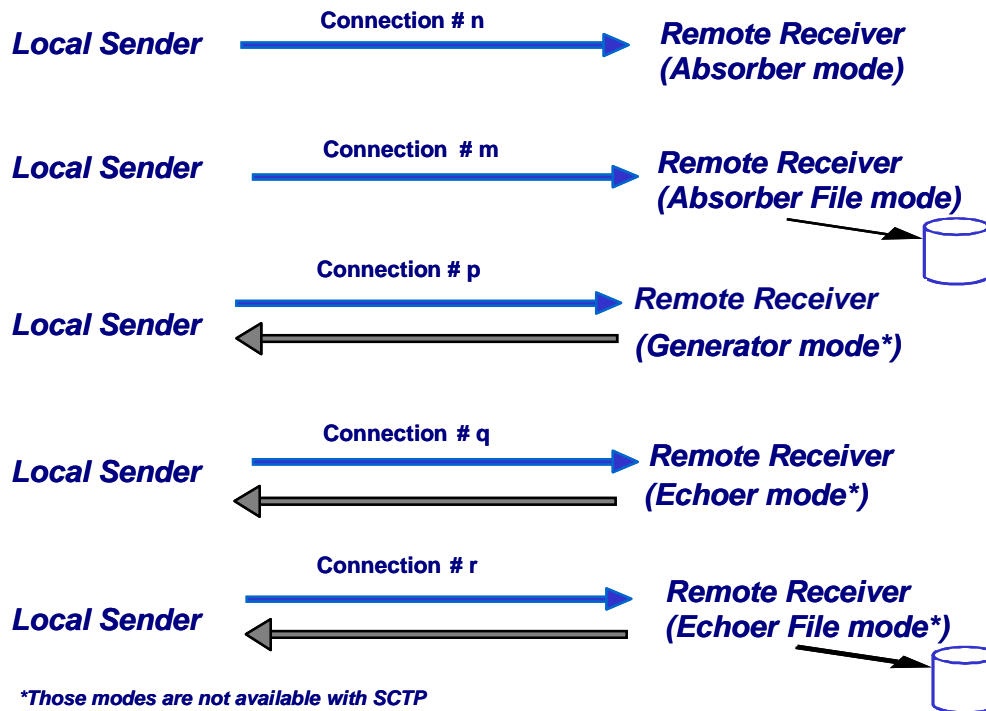 Connection # n
Local Sender
Remote Receiver
(Absorber mode)
Connection # m
Local Sender
Remote Receiver
(Absorber File mode)
Connection # p
Local Sender
Remote Receiver
(Generator mode*)
Connection # q
Local Sender
Remote Receiver
(Echoer mode*)
Connection # r
Local Sender
Remote Receiver
(Echoer File mode*)
*Those modes are not available with SCTP